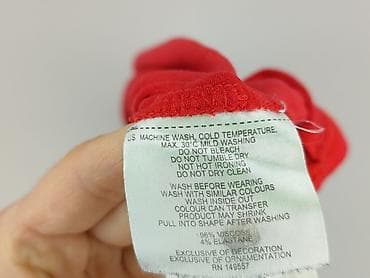 US MACHINE WASH, COLD TEMPERATURE,
MAX. 30°C MILD WASHING
DO NOT BLEACH
DO NOT TUMBLE DRY
NOT HOT IRONING
DO NOT DRY CLEAN
WASH BEFORE WEARING
WASH WITH SIMILAR COLOURS
WASH INSIDE OUT
COLOUR CAN TRANSFER
PRODUCT MAY SHRINK
PULL INTO SHAPE AFTER WASHING
96% VISCOSE
4% ELASTANE
EXCLUSIVE OF DECORATION
EXCLUSIVE OF ORNAMENTATION
RN 149557